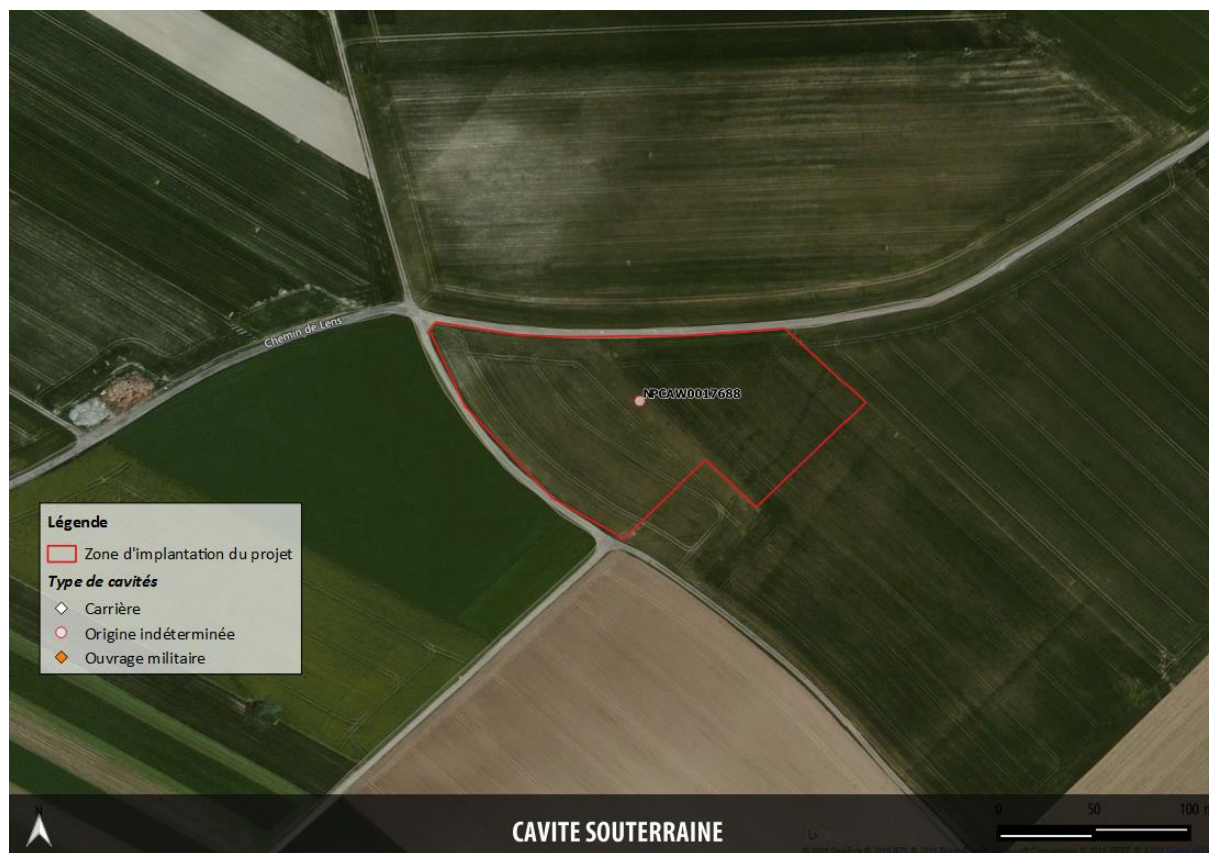 Chemin de Lens
NPCAW0017688
Légende
Zone d'implantation du projet
Type de cavités
Carrière
Origine indéterminée
Ouvrage militaire
N
CAVITE SOUTERRAINE
0 50 100 m